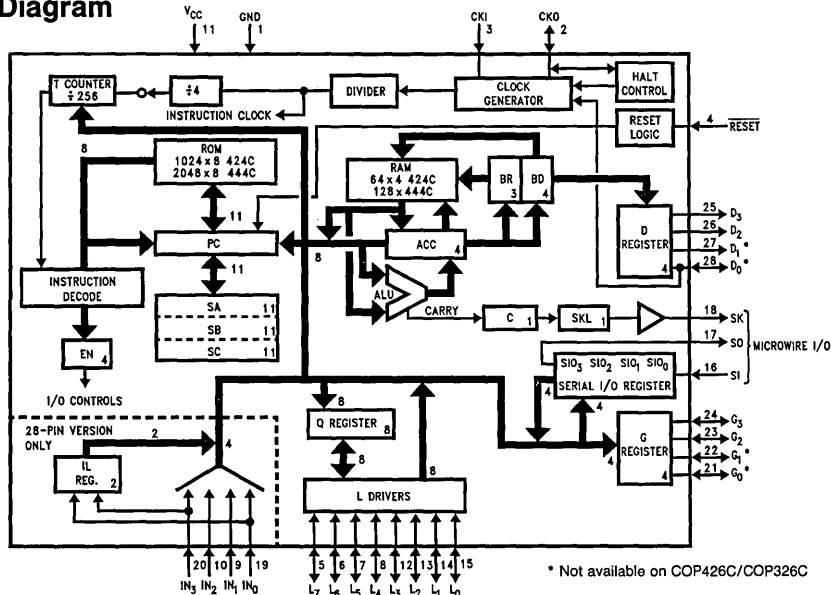 Diagram
VCC
11
GND
1
CKI
3
CKO
2
T COUNTER
÷ 256
÷4
DIVIDER
CLOCK
GENERATOR
HALT
CONTROL
INSTRUCTION CLOCK
RESET
LOGIC
4
RESET
8
ROM
1024 x 8 424C
2048 x 8 444C
RAM
64 x 4 424C
128 x 444C
BR
3
BD
4
11
PC
8
ACC
4
D
REGISTER
4
25 D3
26 D2
27 D1*
28 D0*
11
INSTRUCTION
DECODE
ALU
SA 11
SB 11
SC 11
CARRY
C 1
SKL 1
18 SK
17 SO
MICROWIRE I/O
16 SI
EN 4
I/O CONTROLS
SIO3 SIO2 SIO1 SIO0
SERIAL I/O REGISTER
4
4
28-PIN VERSION
ONLY
2
4
8
Q REGISTER
8
IL
REG. 2
8
8
L DRIVERS
4
G
REGISTER
4
24 G3
23 G2
22 G1*
21 G0*
20 10 9 19
IN3 IN2 IN1 IN0
5 6 7 8 12 13 14 15
L7 L6 L5 L4 L3 L2 L1 L0
* Not available on COP426C/COP326C